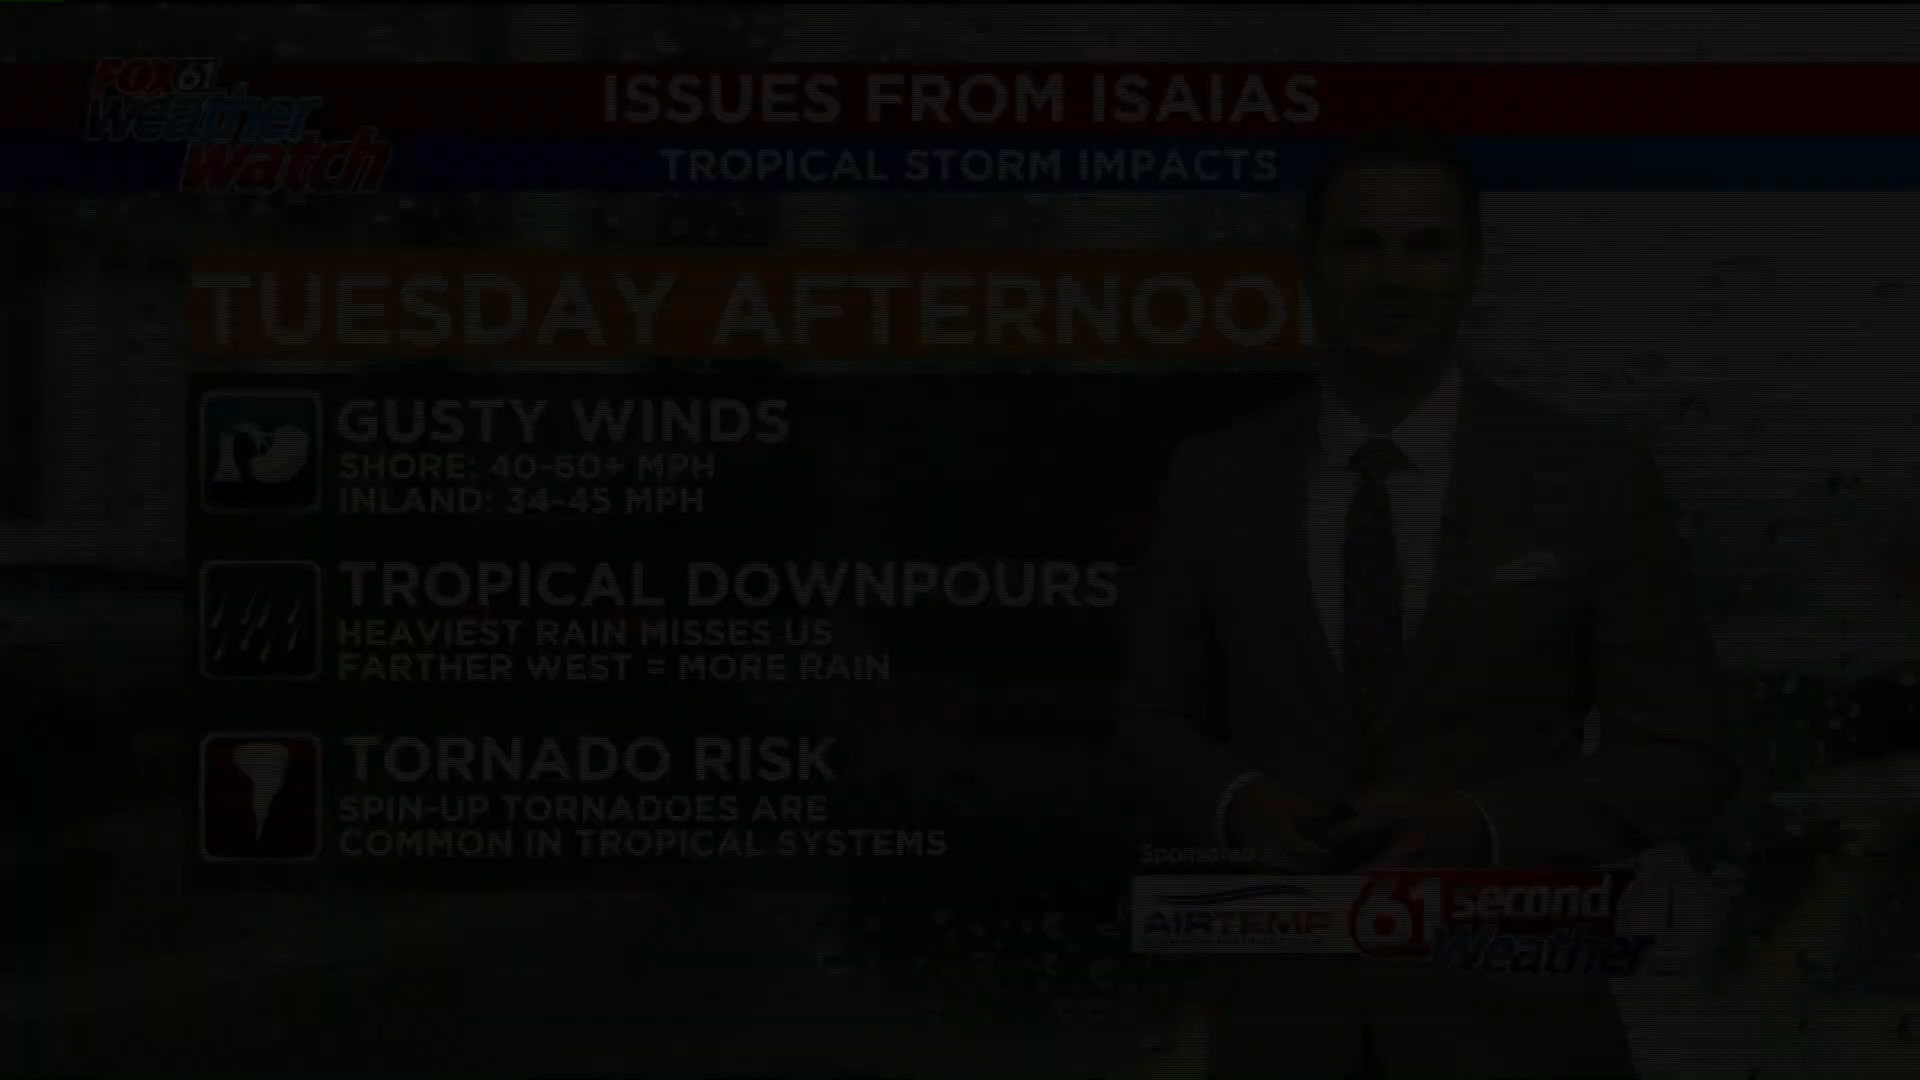 FOX 61
Weather
Watch
ISSUES FROM ISAIAS
TROPICAL STORM IMPACTS
TUESDAY AFTERNOO
GUSTY WINDS
SHORE: 40-60+ MPH
INLAND: 34-45 MPH
TROPICAL DOWNPOURS
HEAVIEST RAIN MISSES US
FARTHER WEST = MORE RAIN
TORNADO RISK
SPIN-UP TORNADOES ARE
COMMON IN TROPICAL SYSTEMS
Sponsored
AIRTEMP
61 second
Weather